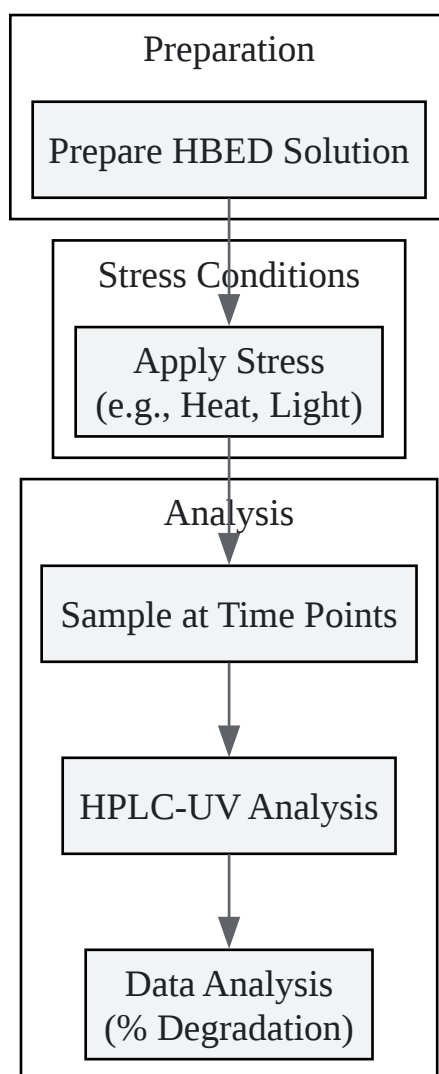 Preparation
Prepare HBED Solution
Stress Conditions
Apply Stress
(e.g., Heat, Light)
Analysis
Sample at Time Points
HPLC-UV Analysis
Data Analysis
(% Degradation)